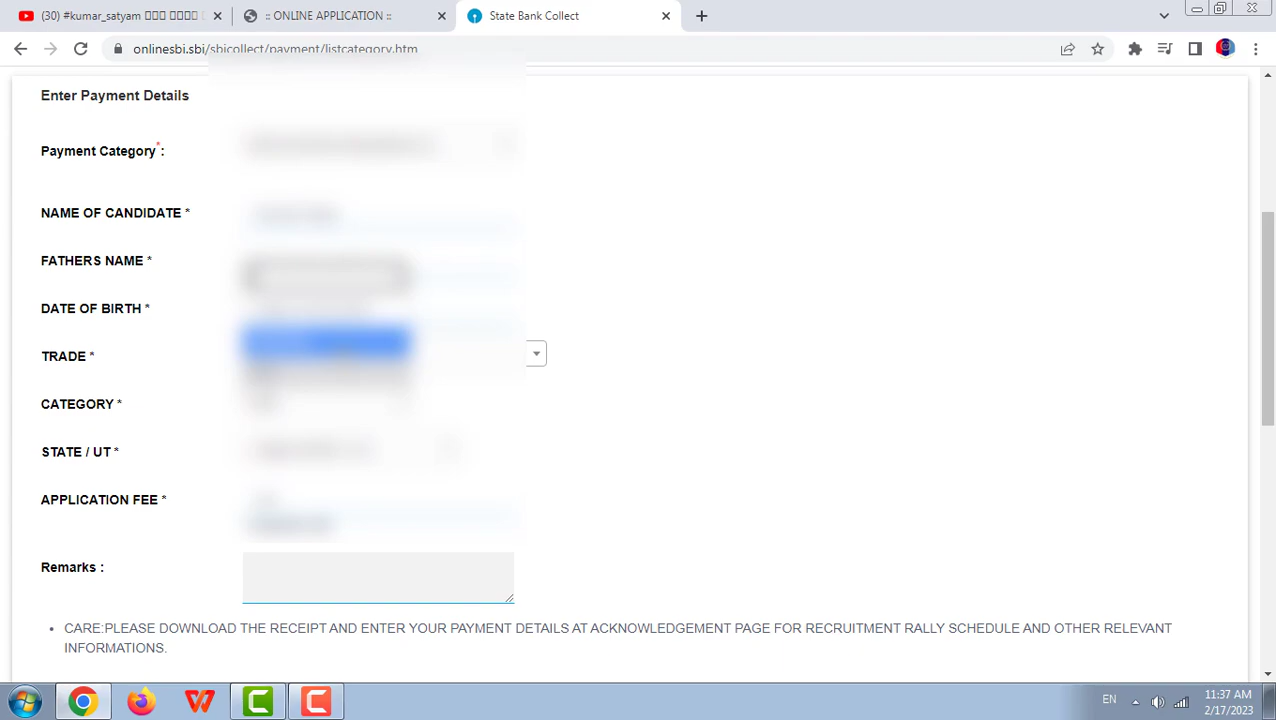 (30) #kumar_satyam
:: ONLINE APPLICATION ::
State Bank Collect
onlinesbi.sbi/sbicollect/payment/listcategory.htm
Enter Payment Details
Payment Category*:
NAME OF CANDIDATE *
FATHERS NAME *
DATE OF BIRTH *
TRADE *
CATEGORY *
STATE / UT *
APPLICATION FEE *
Remarks :
• CARE:PLEASE DOWNLOAD THE RECEIPT AND ENTER YOUR PAYMENT DETAILS AT ACKNOWLEDGEMENT PAGE FOR RECRUITMENT RALLY SCHEDULE AND OTHER RELEVANT
INFORMATIONS.
EN
11:37 AM
2/17/2023